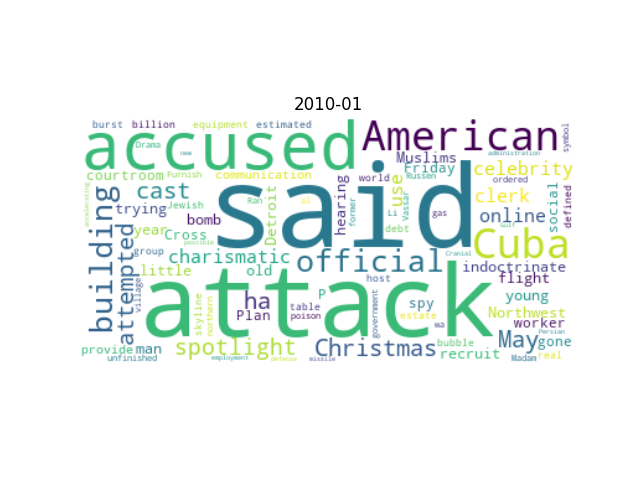 2010-01
burst billion equipment estimated
accused American
Drama new Muslims administration symbol
courtroom Furnish communication Friday celebrity
accelerating cast Jewish Ran al world Russen ordered
building trying Detroit said hearing former use Vassar clerk social defined
year bomb Li gas online
attempted Cross debt Cuba Gulf
group possible charismatic official Cranial
little old host indoctrinate
village ha P spy flight
skyline northern Plan table government estate young
poison attack wa Northwest
Christmas May worker Persian
provide man spotlight bubble gone
unfinished employment defense missile recruit Madam real